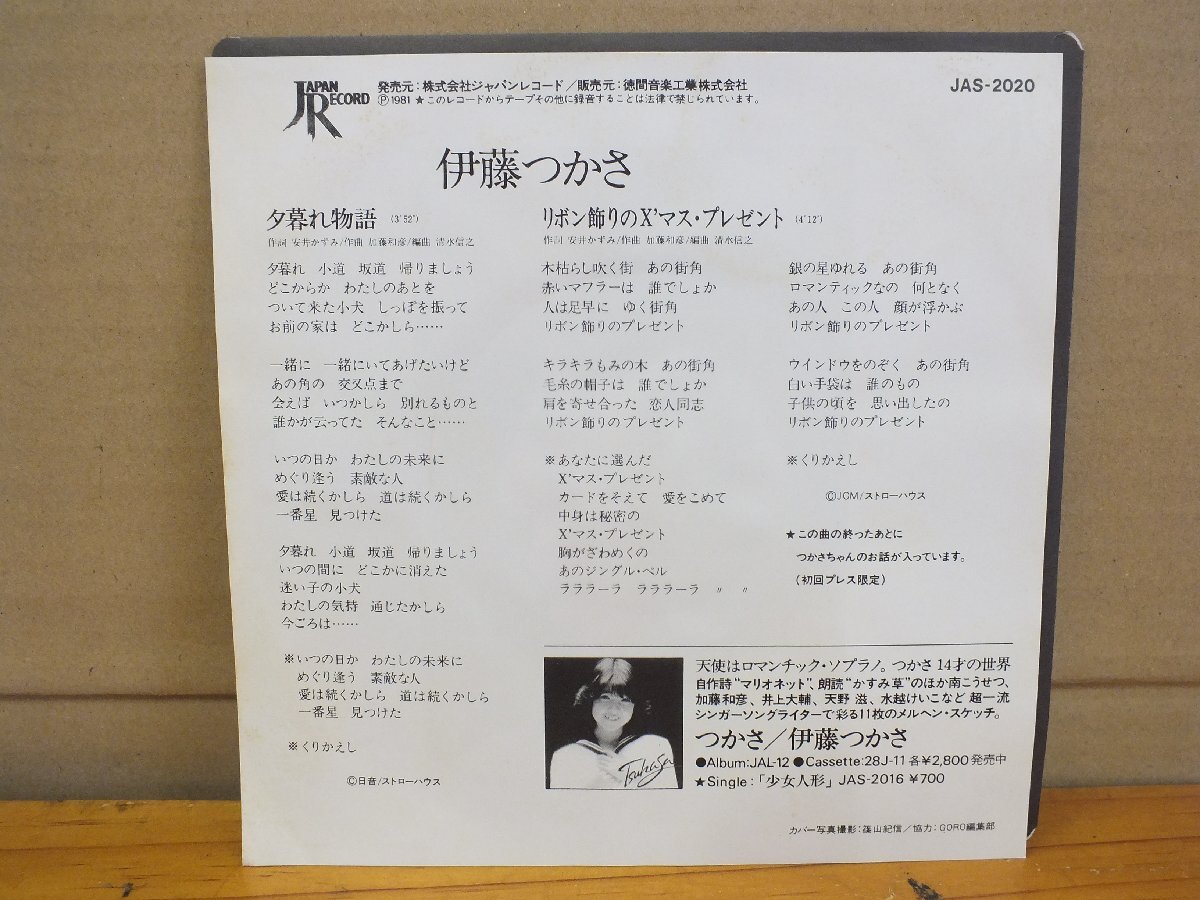 JAPAN RECORD
発売元：株式会社ジャパンレコード／販売元：徳間音楽工業株式会社
Ⓟ1981 ★このレコードからテープその他に録音することは法律で禁じられています。
JAS-2020
伊藤つかさ
夕暮れ物語 (3'52")
作詞 安井かずみ/作曲 加藤和彦/編曲 清水信之
夕暮れ 小道 坂道 帰りましょう
どこからか わたしのあとを
ついて来た小犬 しっぽを振って
お前の家は どこかしら……
一緒に 一緒にいてあげたいけど
あの角の 交叉点まで
会えば いつかしら 別れるものと
誰かが云ってた そんなこと……
いつの日か わたしの未来に
めぐり逢う 素敵な人
愛は続くかしら 道は続くかしら
一番星 見つけた
夕暮れ 小道 坂道 帰りましょう
いつの間に どこかに消えた
迷い子の小犬
わたしの気持 通じたかしら
今ごろは……
※いつの日か わたしの未来に
めぐり逢う 素敵な人
愛は続くかしら 道は続くかしら
一番星 見つけた
※くりかえし
Ⓒ日音/ストローハウス
リボン飾りのX'マス・プレゼント (4'12")
作詞 安井かずみ/作曲 加藤和彦/編曲 清水信之
木枯らし吹く街 あの街角
赤いマフラーは 誰でしょか
人は足早に ゆく街角
リボン飾りのプレゼント
キラキラもみの木 あの街角
毛糸の帽子は 誰でしょか
肩を寄せ合った 恋人同志
リボン飾りのプレゼント
※あなたに選んだ
X'マス・プレゼント
カードをそえて 愛をこめて
中身は秘密の
X'マス・プレゼント
胸がざわめくの
あのジングル・ベル
ラララーラ ラララーラ 〃 〃
銀の星ゆれる あの街角
ロマンティックなの 何となく
あの人 この人 顔が浮かぶ
リボン飾りのプレゼント
ウインドウをのぞく あの街角
白い手袋は 誰のもの
子供の頃を 思い出したの
リボン飾りのプレゼント
※くりかえし
ⒸJCM/ストローハウス
★この曲の終ったあとに
つかさちゃんのお話が入っています。
(初回プレス限定)
Tsukasa
天使はロマンチック・ソプラノ。つかさ14才の世界
自作詩“マリオネット”、朗読“かすみ草”のほか南こうせつ、
加藤和彦、井上大輔、天野 滋、水越けいこなど 超一流
シンガーソングライターで彩る11枚のメルヘン・スケッチ。
つかさ／伊藤つかさ
●Album:JAL-12 ●Cassette:28J-11 各¥2,800発売中
★Single:「少女人形」JAS-2016 ¥700
カバー写真撮影：篠山紀信／協力：GORO編集部